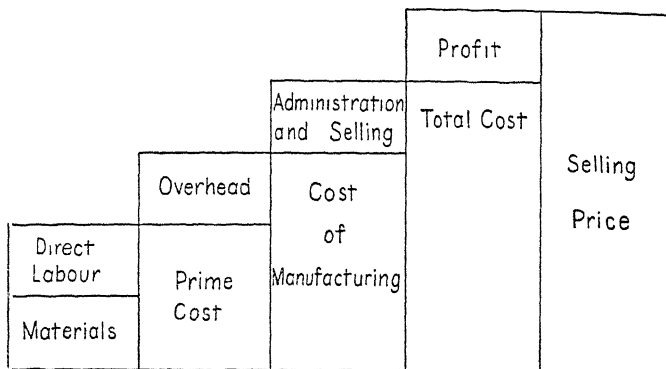 Profit
Administration
and Selling
Total Cost
Selling
Price
Overhead
Cost
of
Manufacturing
Direct
Labour
Prime
Cost
Materials